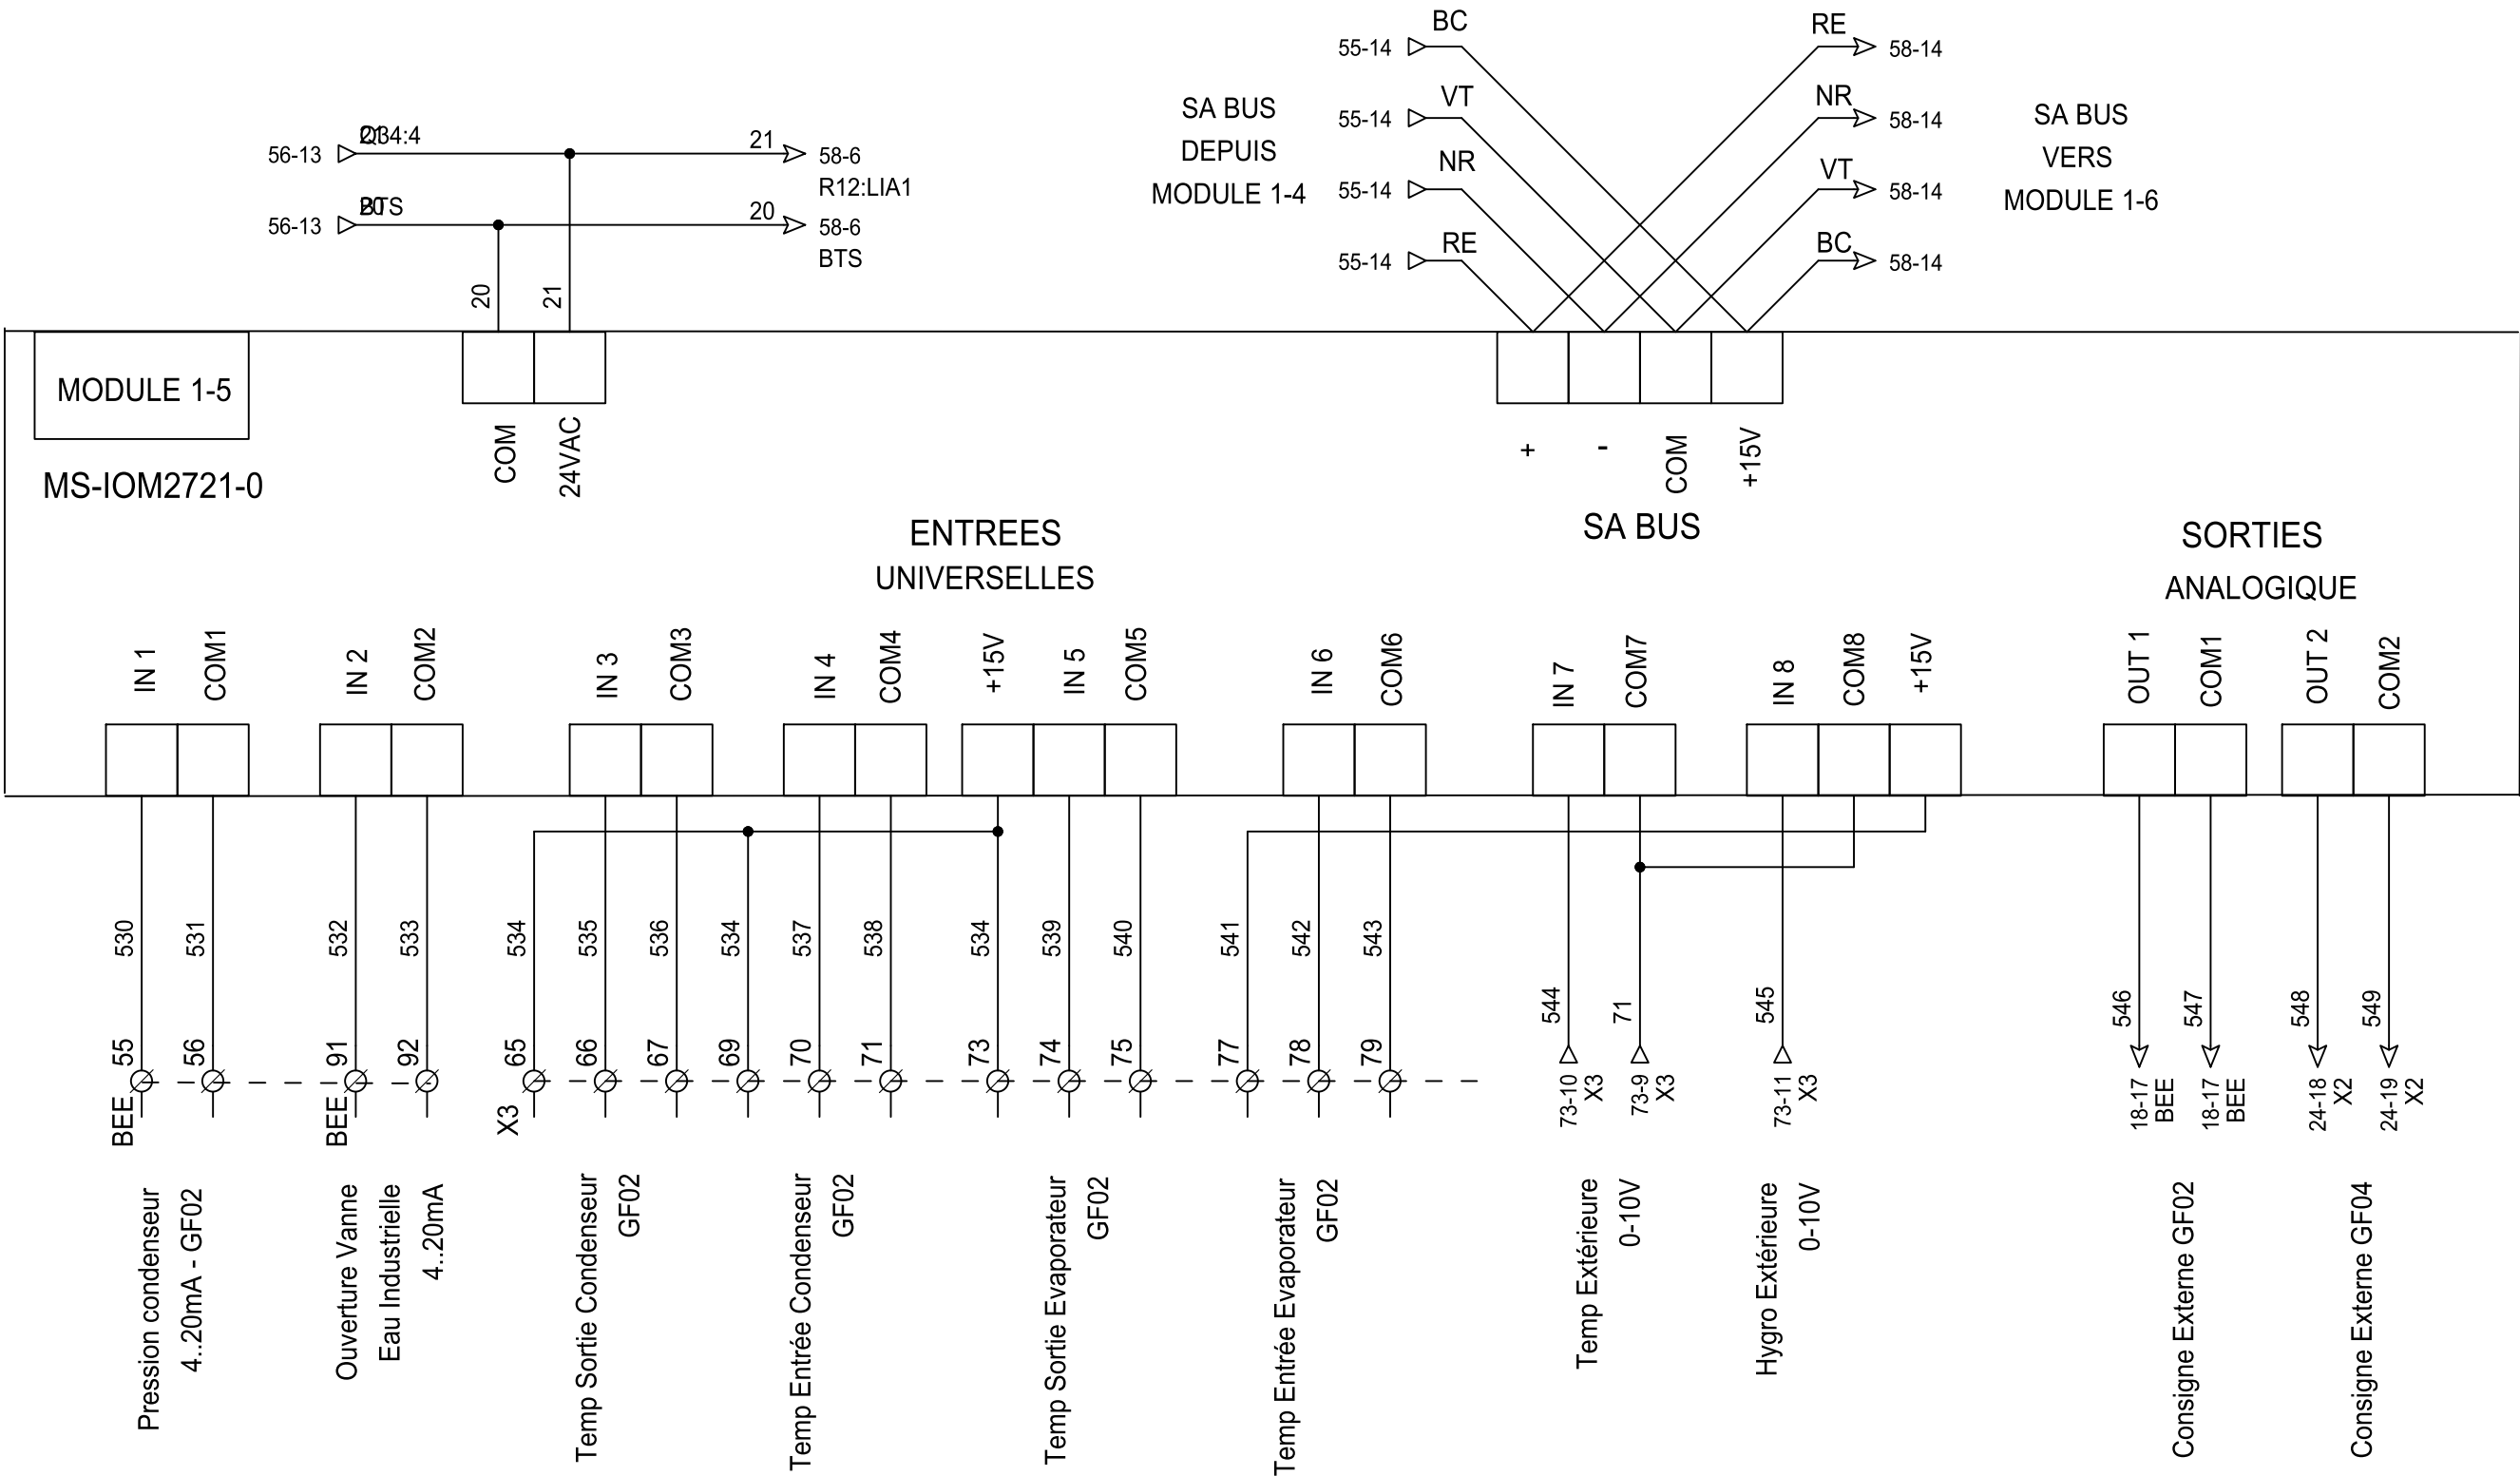 BC
RE
55-14
58-14
VT
NR
55-14
58-14
SA BUS
DEPUIS
MODULE 1-4
SA BUS
VERS
MODULE 1-6
NR
VT
55-14
58-14
RE
BC
55-14
58-14
56-13
21
Q34:4
21
58-6
R12:LIA1
56-13
20
BTS
20
58-6
BTS
20
21
MODULE 1-5
MS-IOM2721-0
COM
24VAC
+
-
COM
+15V
SA BUS
ENTREES
UNIVERSELLES
SORTIES
ANALOGIQUE
IN 1
COM1
IN 2
COM2
IN 3
COM3
IN 4
COM4
+15V
IN 5
COM5
IN 6
COM6
IN 7
COM7
IN 8
COM8
+15V
OUT 1
COM1
OUT 2
COM2
530
531
532
533
534
535
536
534
537
538
534
539
540
541
542
543
544
71
545
546
547
548
549
55
56
91
92
65
66
67
69
70
71
73
74
75
77
78
79
BEE
BEE
X3
73-10
X3
73-9
X3
73-11
X3
18-17
BEE
18-17
BEE
24-18
X2
24-19
X2
Pression condenseur
4..20mA - GF02
Ouverture Vanne
Eau Industrielle
4..20mA
Temp Sortie Condenseur
GF02
Temp Entrée Condenseur
GF02
Temp Sortie Evaporateur
GF02
Temp Entrée Evaporateur
GF02
Temp Extérieure
0-10V
Hygro Extérieure
0-10V
Consigne Externe GF02
Consigne Externe GF04